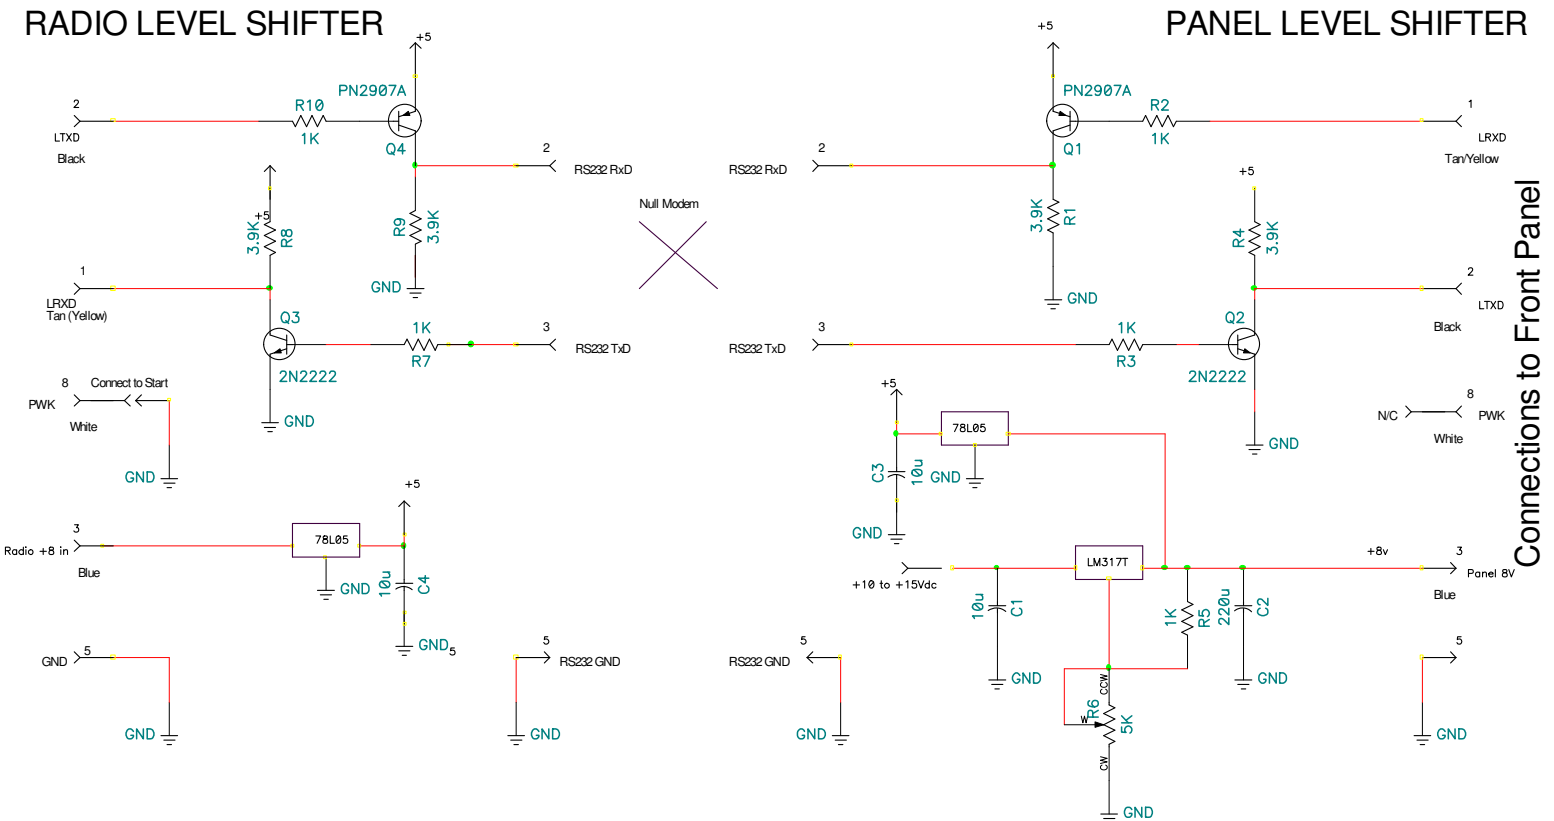 RADIO LEVEL SHIFTER
PANEL LEVEL SHIFTER
+5
PN2907A
2
R10
LTXD
1K
Q4
Black
2
RS232 RxD
+5
3.9K
R8
R9
3.9K
GND
1
LRXD
Tan (Yellow)
Q3
1K
3
R7
RS232 TxD
2N2222
GND
8
Connect to Start
PWK
White
GND
+5
3
78L05
Radio +8 in
Blue
GND
10u
C4
GND
5
GND
5
GND
5
RS232 GND
GND
Null Modem
+5
PN2907A
R2
1
1K
LRXD
Q1
Tan/Yellow
2
RS232 RxD
+5
3.9K
R1
R4
3.9K
GND
2
LTXD
Black
3
1K
Q2
RS232 TxD
R3
2N2222
GND
8
N/C
PWK
White
+5
78L05
C3
10u
GND
GND
+8v
3
LM317T
+10 to +15Vdc
Panel 8V
Blue
10u
C1
1K
R5
220u
C2
5
RS232 GND
GND
GND
5
CCW
R6
W
5K
CW
GND
GND
GND
Connections to Front Panel